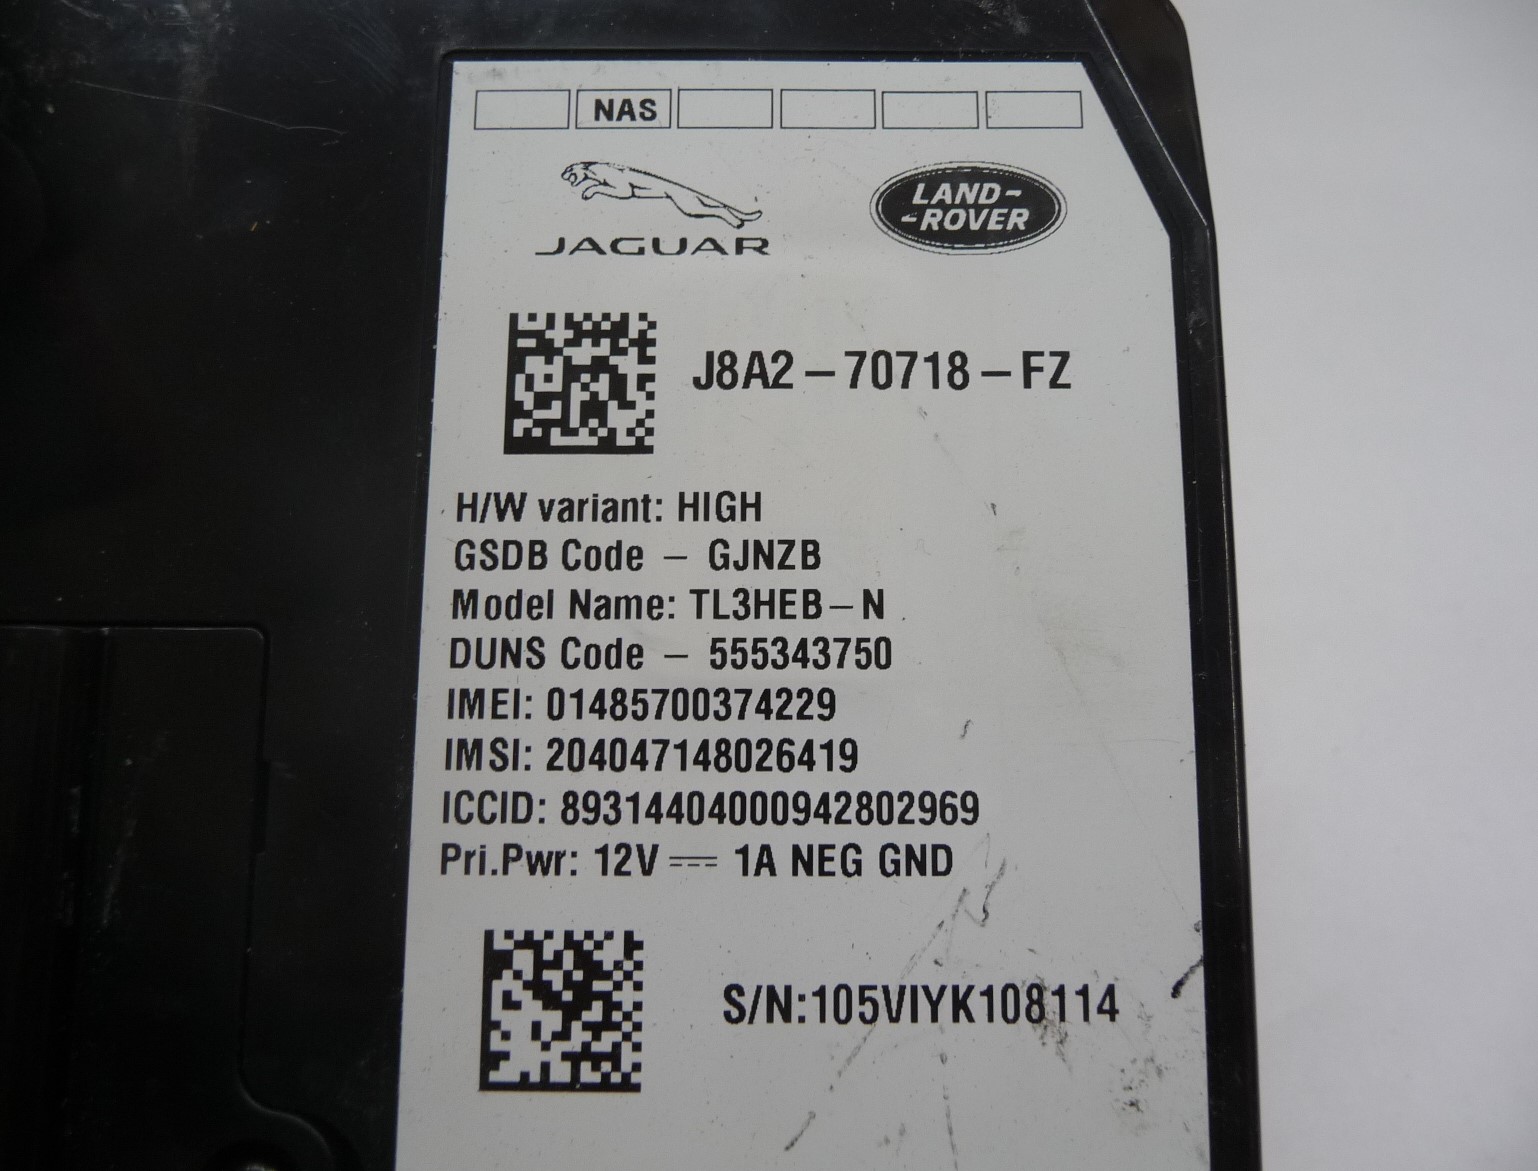 NAS
JAGUAR
LAND-
-ROVER
J8A2-70718-FZ
H/W variant: HIGH
GSDB Code - GJNZB
Model Name: TL3HEB-N
DUNS Code - 555343750
IMEI: 01485700374229
IMSI: 204047148026419
ICCID: 89314404000942802969
Pri.Pwr: 12V ⎓ 1A NEG GND
S/N:105VIYK108114